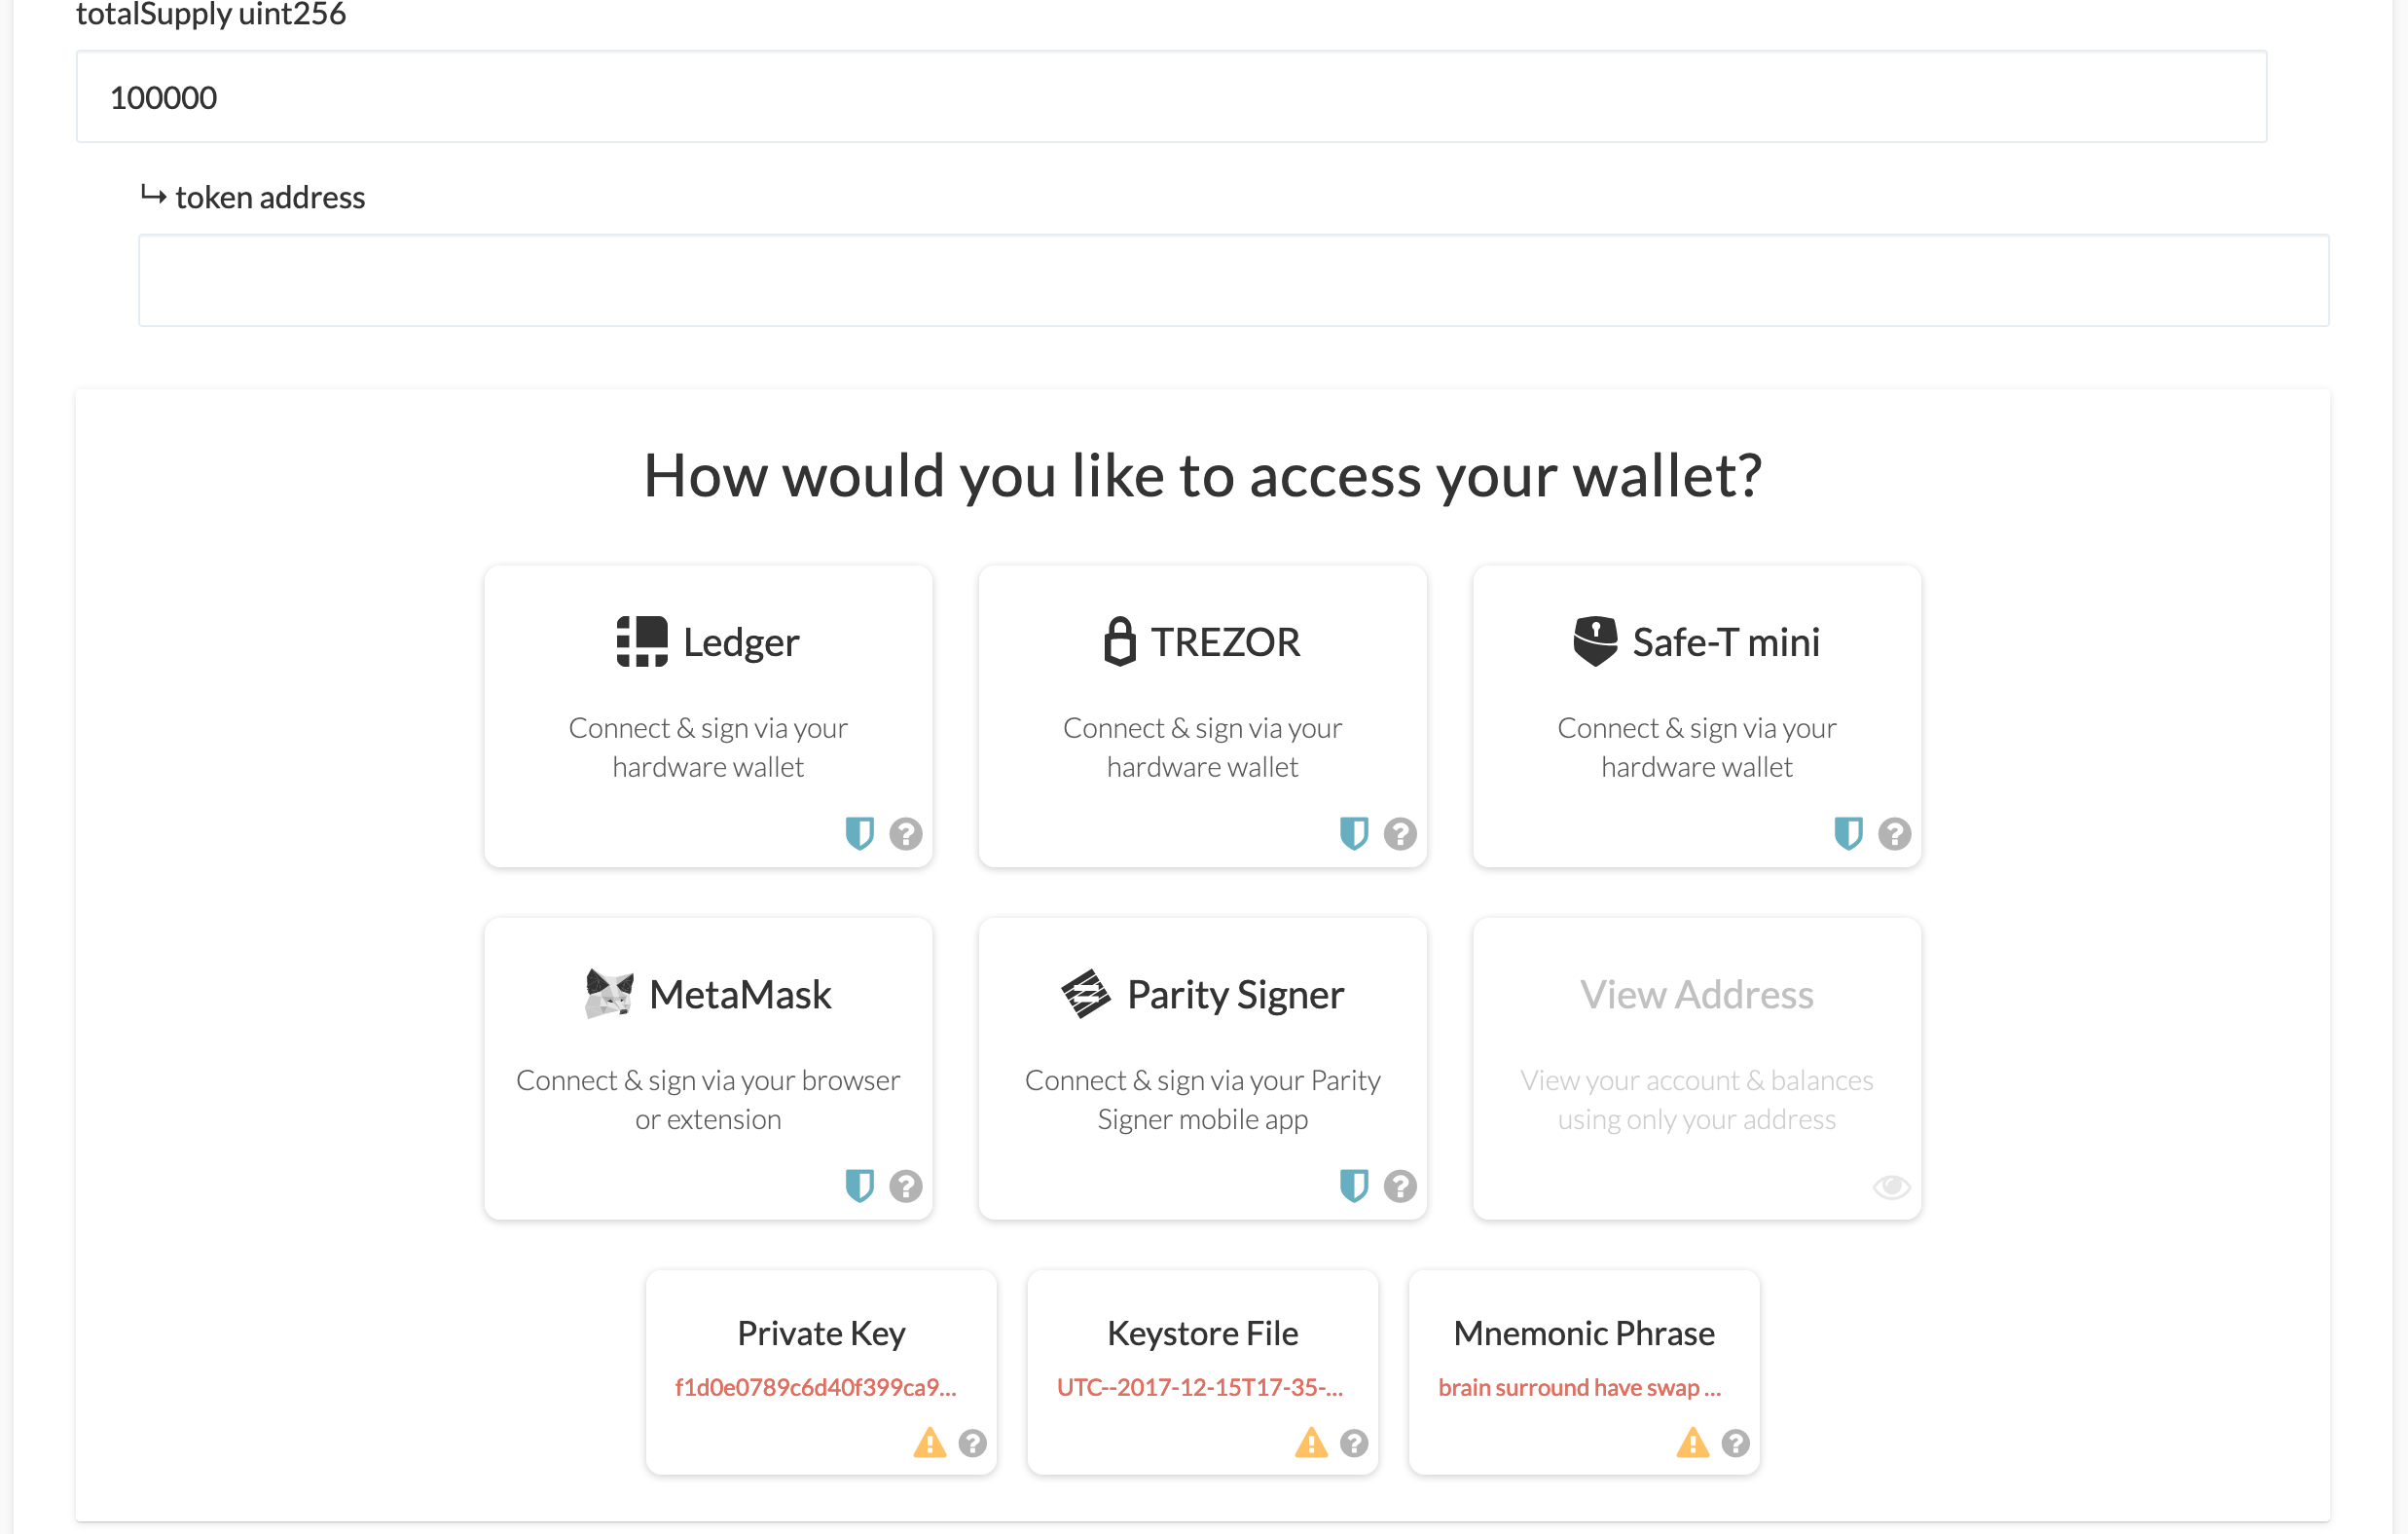 totalSupply uint256
100000
token address
How would you like to access your wallet?
Ledger
Connect & sign via your
hardware wallet
TREZOR
Connect & sign via your
hardware wallet
Safe-T mini
Connect & sign via your
hardware wallet
MetaMask
Connect & sign via your browser
or extension
Parity Signer
Connect & sign via your Parity
Signer mobile app
View Address
View your account & balances
using only your address
Private Key
f1d0e0789c6d40f399ca9...
Keystore File
UTC--2017-12-15T17-35-...
Mnemonic Phrase
brain surround have swap ...